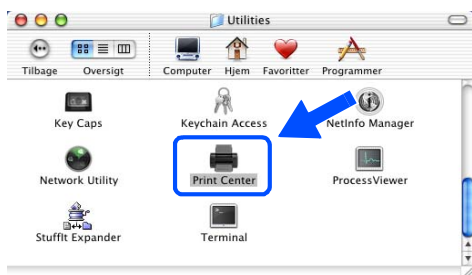 Utilities
Tilbage Oversigt Computer Hjem Favoritter Programmer
Key Caps Keychain Access NetInfo Manager
Network Utility Print Center ProcessViewer
StuffIt Expander Terminal